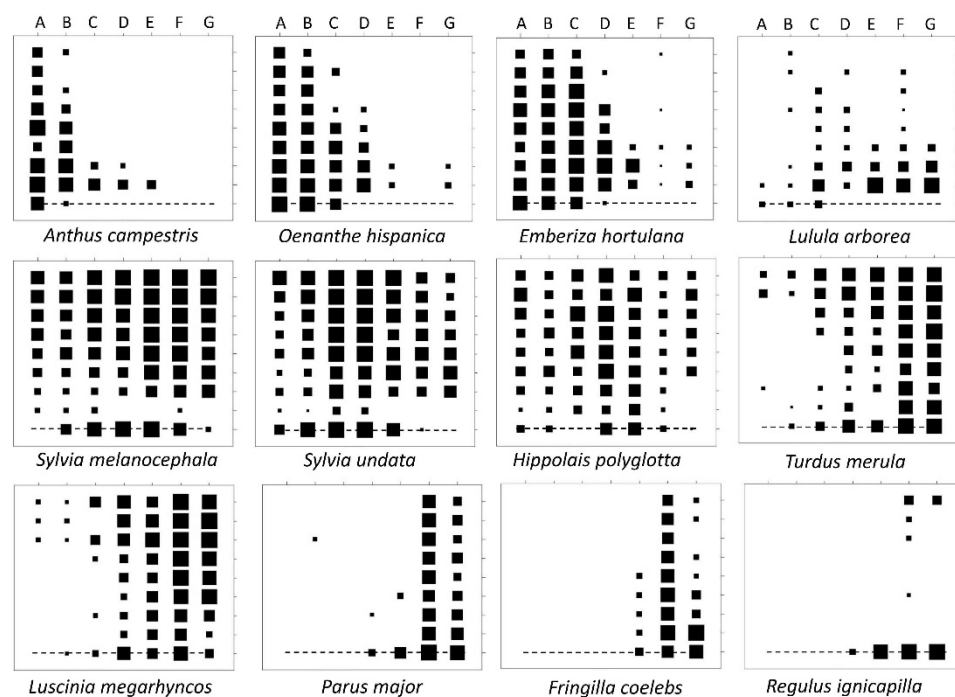 A B C D E F G A B C D E F G A B C D E F G A B C D E F G
Anthus campestris Oenanthe hispanica Emberiza hortulana Lulula arborea
Sylvia melanocephala Sylvia undata Hippolais polyglotta Turdus merula
Luscinia megarhyncos Parus major Fringilla coelebs Regulus ignicapilla